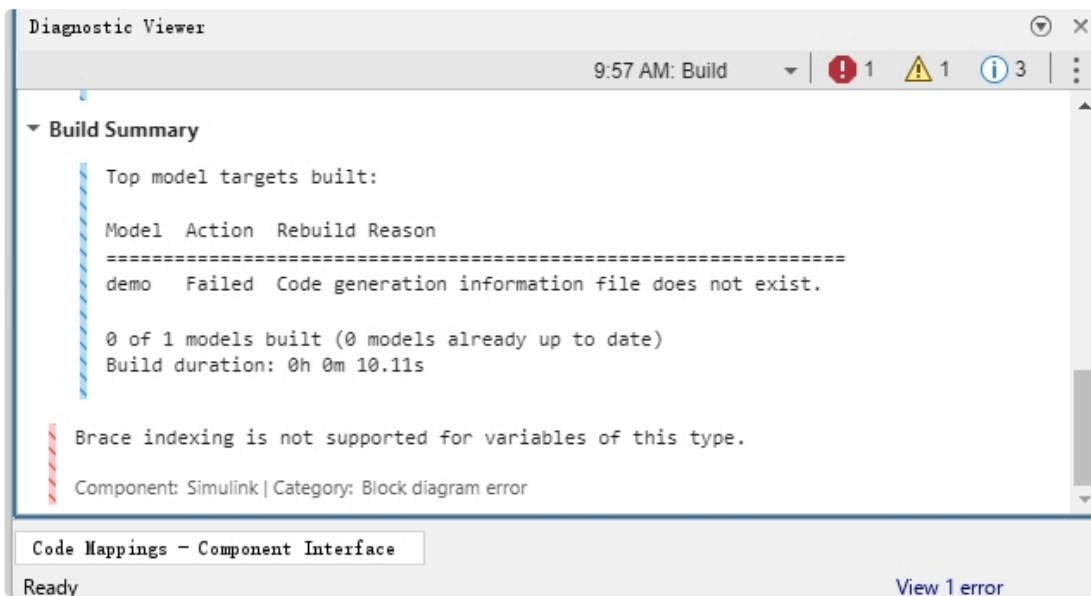 Diagnostic Viewer
9:57 AM: Build 1 1 3
Build Summary
Top model targets built:
Model Action Rebuild Reason
=================================================================
demo Failed Code generation information file does not exist.
0 of 1 models built (0 models already up to date)
Build duration: 0h 0m 10.11s
Brace indexing is not supported for variables of this type.
Component: Simulink | Category: Block diagram error
Code Mappings - Component Interface
Ready View 1 error